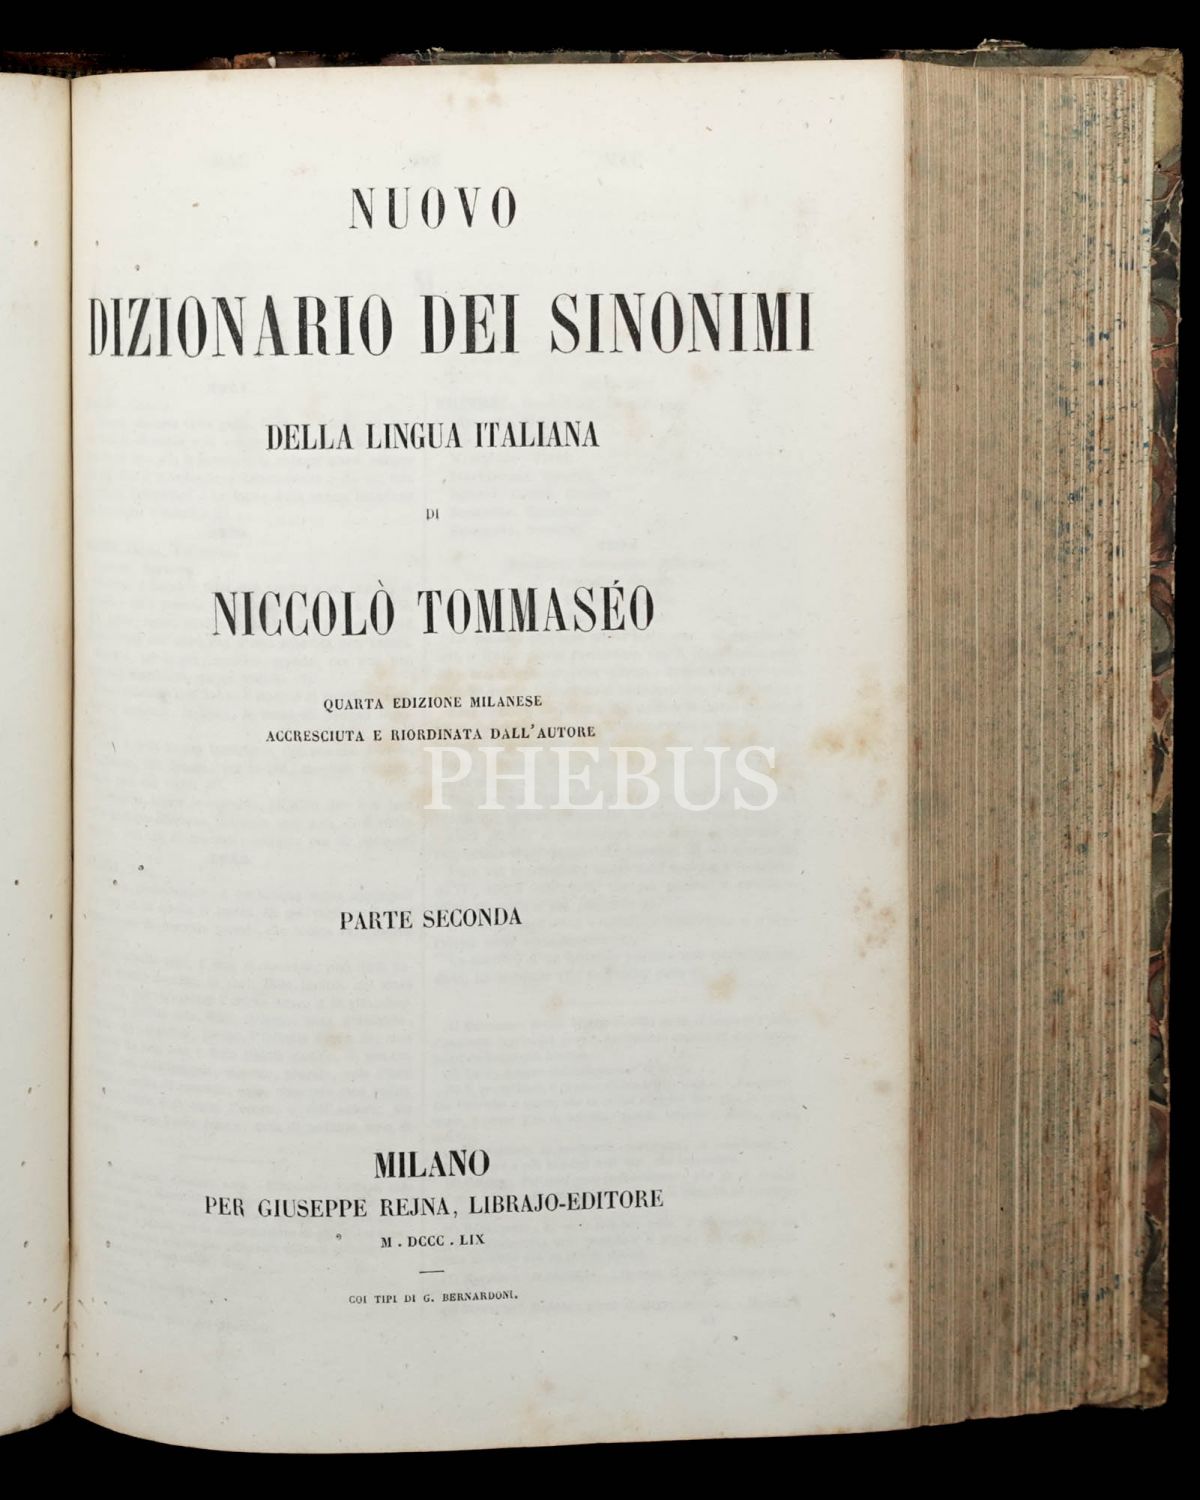 NUOVO
DIZIONARIO DEI SINONIMI
DELLA LINGUA ITALIANA
DI
NICCOLÒ TOMMASÉO
QUARTA EDIZIONE MILANESE
ACCRESCIUTA E RIORDINATA DALL'AUTORE
PHEBUS
PARTE SECONDA
MILANO
PER GIUSEPPE REJNA, LIBRAJO-EDITORE
M . DCCC . LIX
COI TIPI DI G. BERNARDONI.